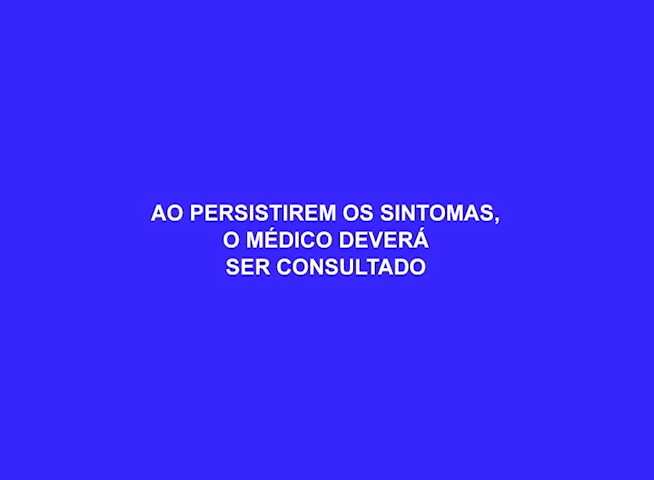 AO PERSISTIREM OS SINTOMAS,
O MÉDICO DEVERÁ
SER CONSULTADO